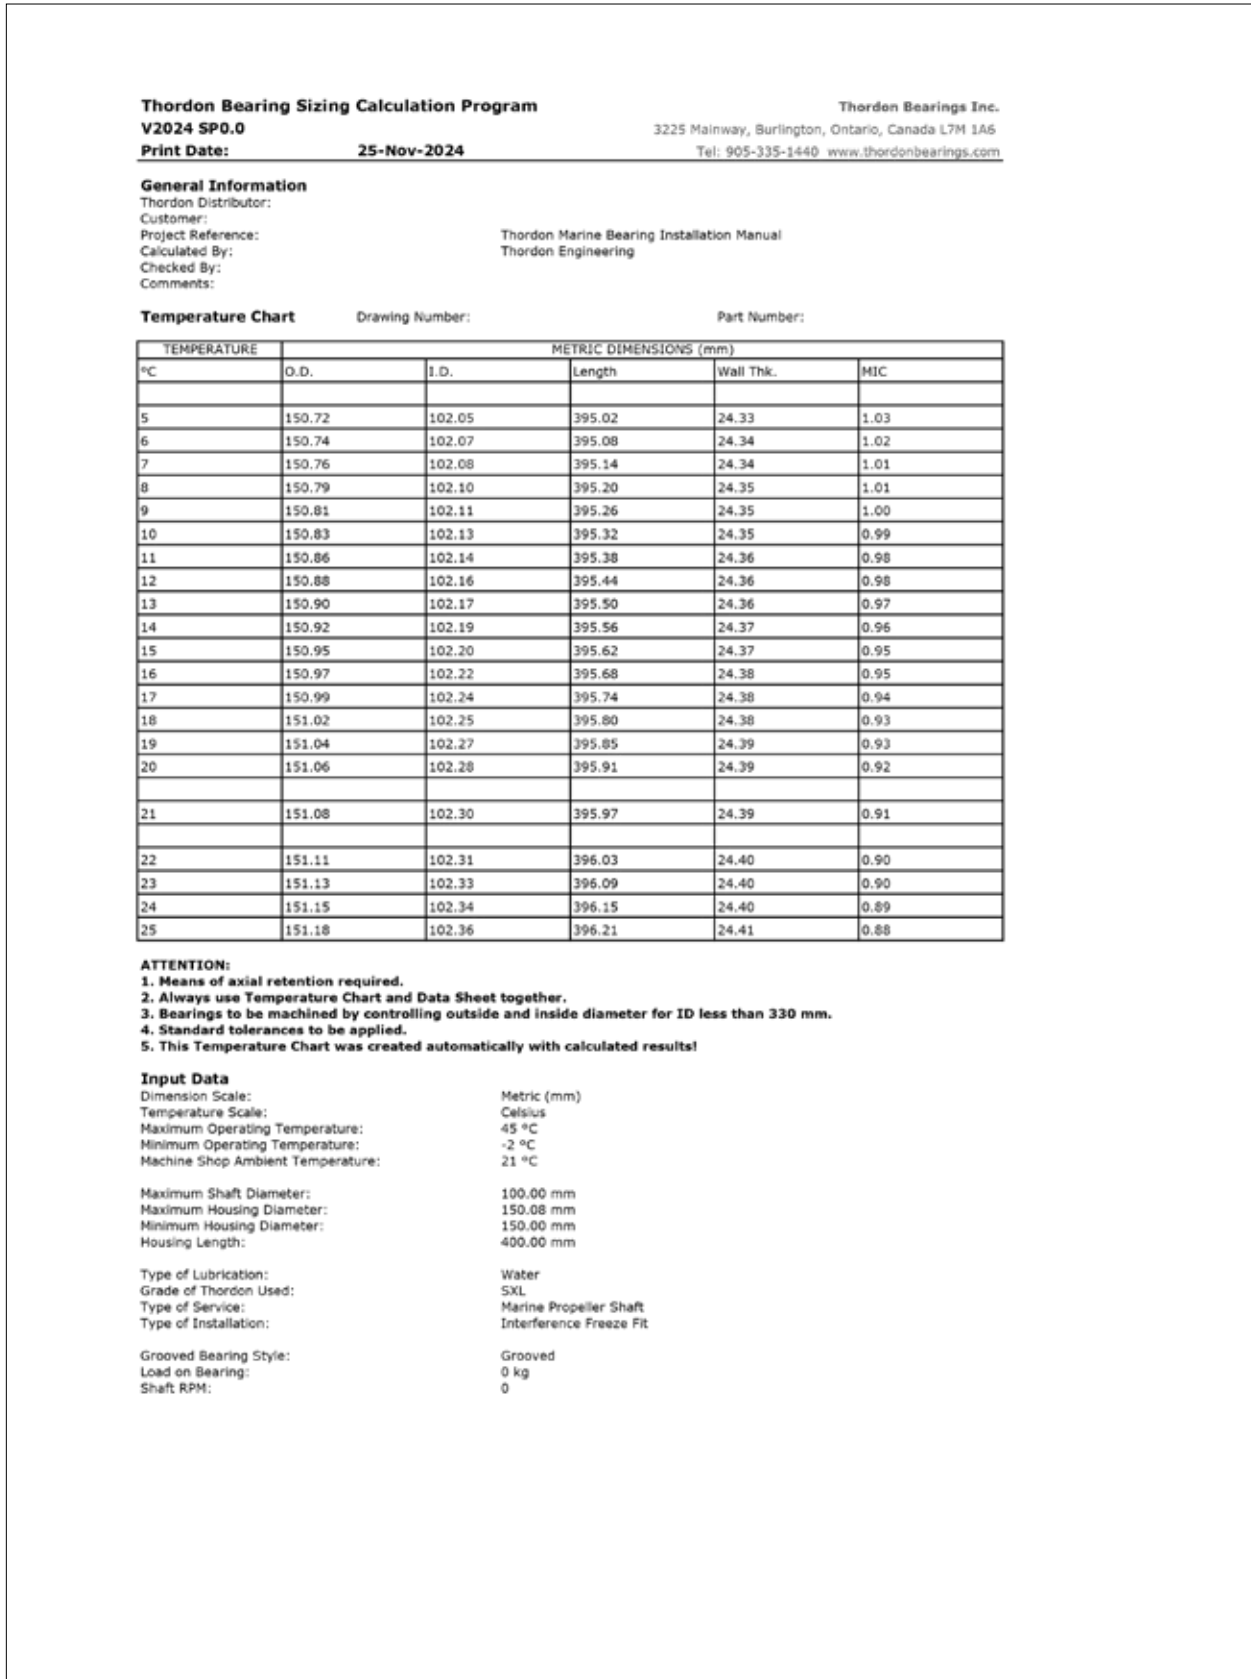 Thordon Bearing Sizing Calculation Program Thordon Bearings Inc.
V2024 SP0.0 3225 Mainway, Burlington, Ontario, Canada L7M 1A6
Print Date: 25-Nov-2024 Tel: 905-335-1440 www.thordonbearings.com
General Information
Thordon Distributor:
Customer:
Project Reference: Thordon Marine Bearing Installation Manual
Calculated By: Thordon Engineering
Checked By:
Comments:
Temperature Chart Drawing Number: Part Number:
TEMPERATURE METRIC DIMENSIONS (mm)
ºC O.D. I.D. Length Wall Thk. MIC
5 150.72 102.05 395.02 24.33 1.03
6 150.74 102.07 395.08 24.34 1.02
7 150.76 102.08 395.14 24.34 1.01
8 150.79 102.10 395.20 24.35 1.01
9 150.81 102.11 395.26 24.35 1.00
10 150.83 102.13 395.32 24.35 0.99
11 150.86 102.14 395.38 24.36 0.98
12 150.88 102.16 395.44 24.36 0.98
13 150.90 102.17 395.50 24.36 0.97
14 150.92 102.19 395.56 24.37 0.96
15 150.95 102.20 395.62 24.37 0.95
16 150.97 102.22 395.68 24.38 0.95
17 150.99 102.24 395.74 24.38 0.94
18 151.02 102.25 395.80 24.38 0.93
19 151.04 102.27 395.85 24.39 0.93
20 151.06 102.28 395.91 24.39 0.92
21 151.08 102.30 395.97 24.39 0.91
22 151.11 102.31 396.03 24.40 0.90
23 151.13 102.33 396.09 24.40 0.90
24 151.15 102.34 396.15 24.40 0.89
25 151.18 102.36 396.21 24.41 0.88
ATTENTION:
1. Means of axial retention required.
2. Always use Temperature Chart and Data Sheet together.
3. Bearings to be machined by controlling outside and inside diameter for ID less than 330 mm.
4. Standard tolerances to be applied.
5. This Temperature Chart was created automatically with calculated results!
Input Data
Dimension Scale: Metric (mm)
Temperature Scale: Celsius
Maximum Operating Temperature: 45 ºC
Minimum Operating Temperature: -2 ºC
Machine Shop Ambient Temperature: 21 ºC
Maximum Shaft Diameter: 100.00 mm
Maximum Housing Diameter: 150.08 mm
Minimum Housing Diameter: 150.00 mm
Housing Length: 400.00 mm
Type of Lubrication: Water
Grade of Thordon Used: SXL
Type of Service: Marine Propeller Shaft
Type of Installation: Interference Freeze Fit
Grooved Bearing Style: Grooved
Load on Bearing: 0 kg
Shaft RPM: 0